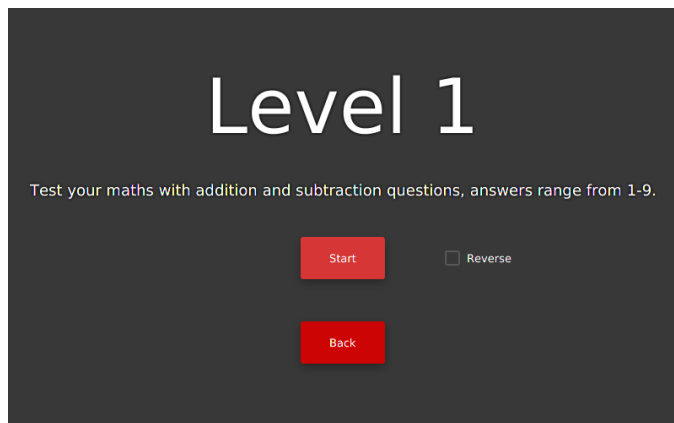 Level 1
Test your maths with addition and subtraction questions, answers range from 1-9.
Start
Reverse
Back